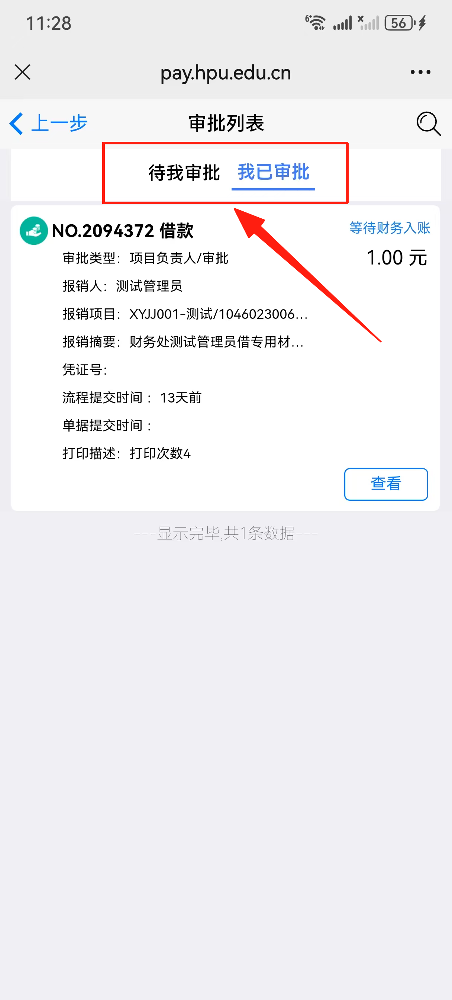 11:28
6+
56
pay.hpu.edu.cn
上一步
审批列表
待我审批 我已审批
NO.2094372 借款
等待财务入账
审批类型：项目负责人/审批
1.00 元
报销人：测试管理员
报销项目：XYJJ001-测试/1046023006...
报销摘要：财务处测试管理员借专用材...
凭证号：
流程提交时间 ：13天前
单据提交时间 ：
打印描述：打印次数4
查看
---显示完毕,共1条数据---